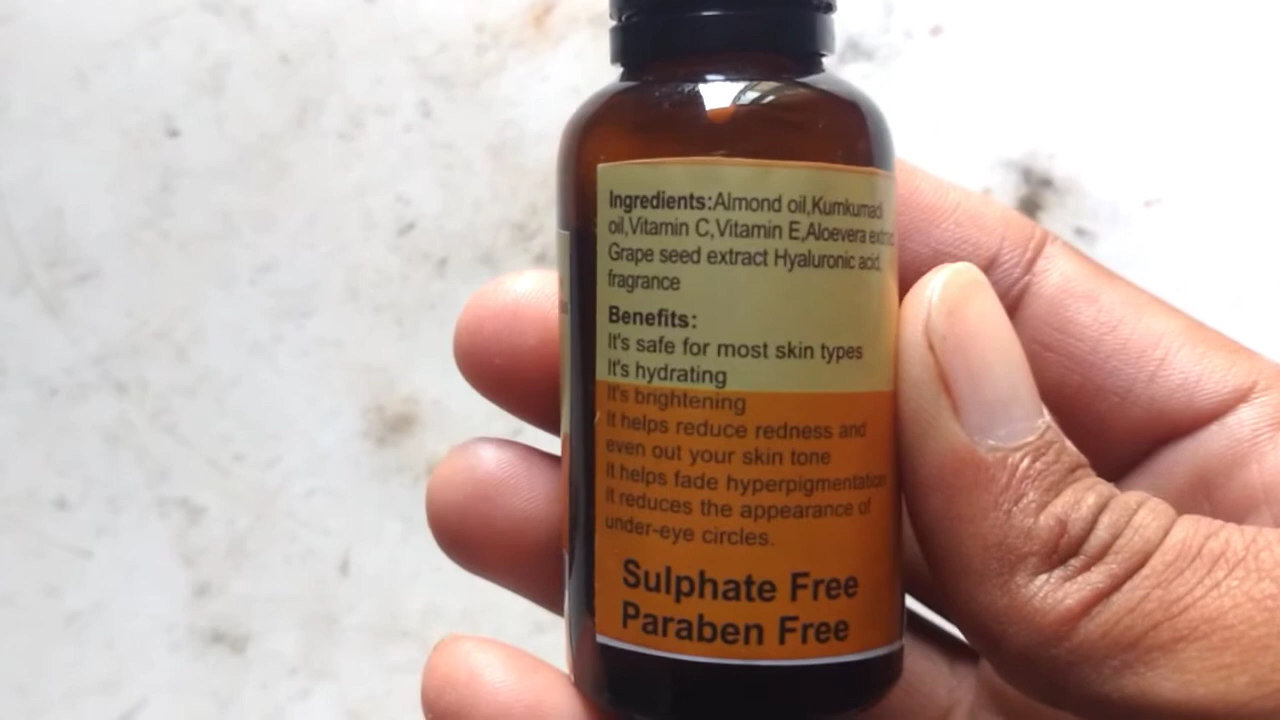 Ingredients:Almond oil,Kumkumadi
oil,Vitamin C,Vitamin E,Aloevera
Grape seed extract Hyaluronic acid,
fragrance
Benefits:
It's safe for most skin types
It's hydrating
It's brightening
It helps reduce redness and
even out your skin tone
It helps fade hyperpigmentation
It reduces the appearance of
under-eye circles.
Sulphate Free
Paraben Free